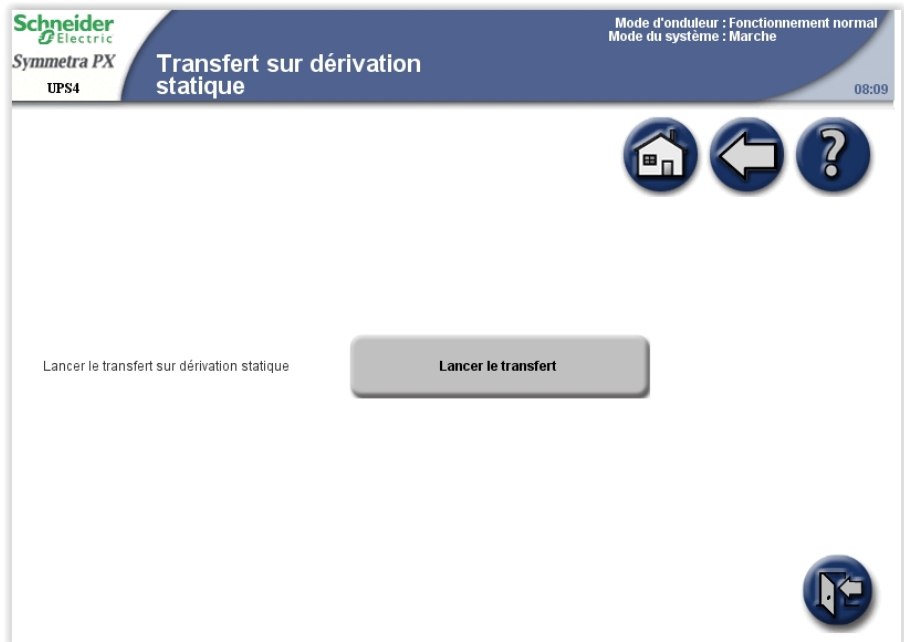 Schneider
Electric
Symmetra PX
UPS4
Transfert sur dérivation
statique
Mode d'onduleur : Fonctionnement normal
Mode du système : Marche
08:09
?
Lancer le transfert sur dérivation statique
Lancer le transfert